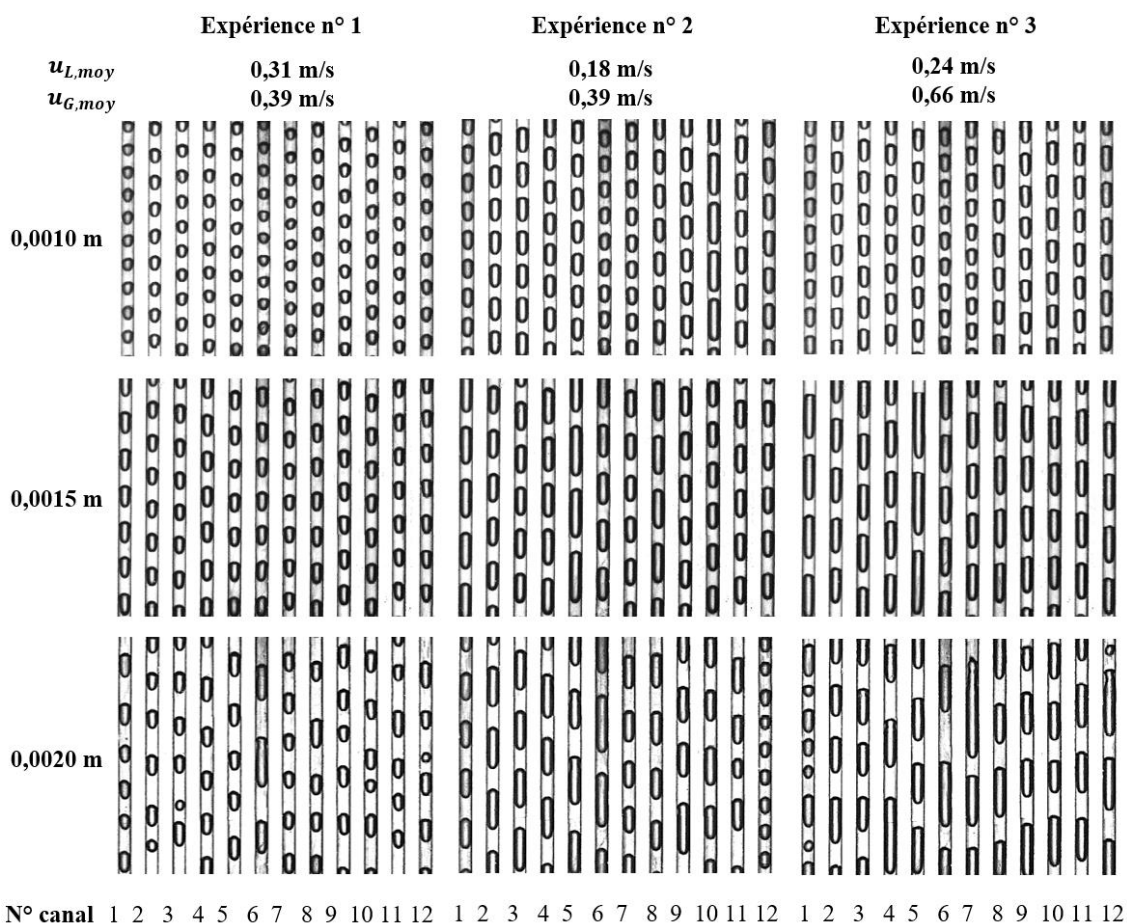 Expérience n° 1 Expérience n° 2 Expérience n° 3
u_{L,moy} 0,31 m/s 0,18 m/s 0,24 m/s
u_{G,moy} 0,39 m/s 0,39 m/s 0,66 m/s
0,0010 m
0,0015 m
0,0020 m
N° canal 1 2 3 4 5 6 7 8 9 10 11 12 1 2 3 4 5 6 7 8 9 10 11 12 1 2 3 4 5 6 7 8 9 10 11 12